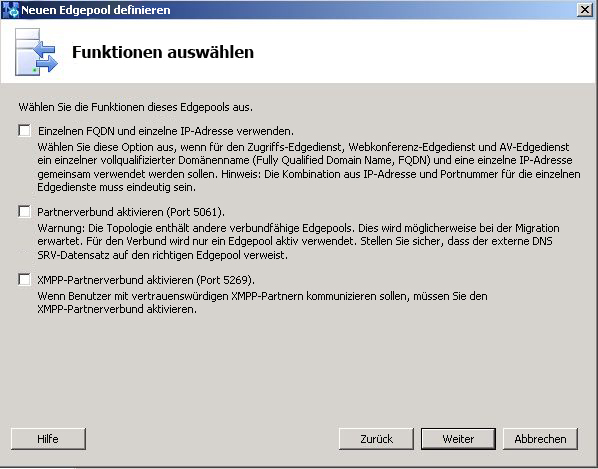 Neuen Edgepool definieren
Funktionen auswählen
Wählen Sie die Funktionen dieses Edgepools aus.
Einzelnen FQDN und einzelne IP-Adresse verwenden.
Wählen Sie diese Option aus, wenn für den Zugriffs-Edgedienst, Webkonferenz-Edgedienst und AV-Edgedienst
ein einzelner vollqualifizierter Domänenname (Fully Qualified Domain Name, FQDN) und eine einzelne IP-Adresse
gemeinsam verwendet werden sollen. Hinweis: Die Kombination aus IP-Adresse und Portnummer für die einzelnen
Edgedienste muss eindeutig sein.
Partnerverbund aktivieren (Port 5061).
Warnung: Die Topologie enthält andere verbundfähige Edgepools. Dies wird möglicherweise bei der Migration
erwartet. Für den Verbund wird nur ein Edgepool aktiv verwendet. Stellen Sie sicher, dass der externe DNS
SRV-Datensatz auf den richtigen Edgepool verweist.
XMPP-Partnerverbund aktivieren (Port 5269).
Wenn Benutzer mit vertrauenswürdigen XMPP-Partnern kommunizieren sollen, müssen Sie den
XMPP-Partnerverbund aktivieren.
Hilfe
Zurück
Weiter
Abbrechen